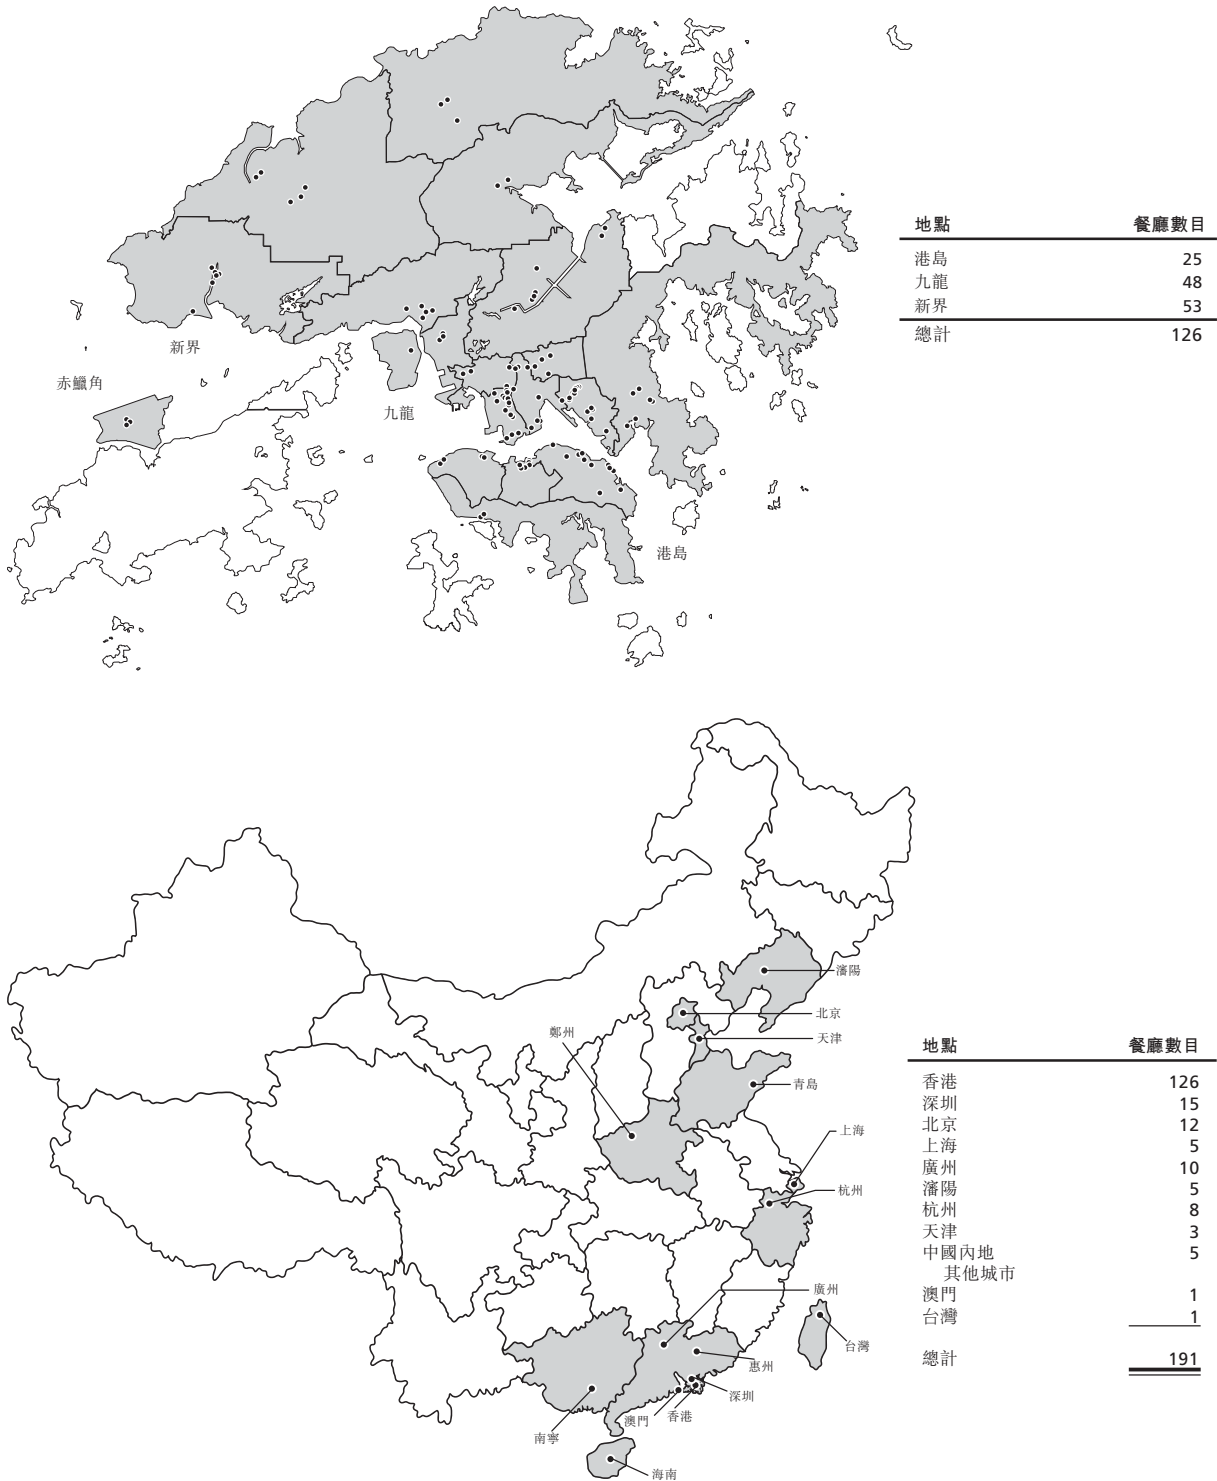 地點 餐廳數目
港島 25
九龍 48
新界 53
總計 126
新界
赤鱲角
九龍
港島
瀋陽
北京
天津
鄭州
青島
上海
杭州
廣州
台灣
惠州
深圳
香港
澳門
南寧
海南
地點 餐廳數目
香港 126
深圳 15
北京 12
上海 5
廣州 10
瀋陽 5
杭州 8
天津 3
中國內地 5
其他城市
澳門 1
台灣 1
總計 191